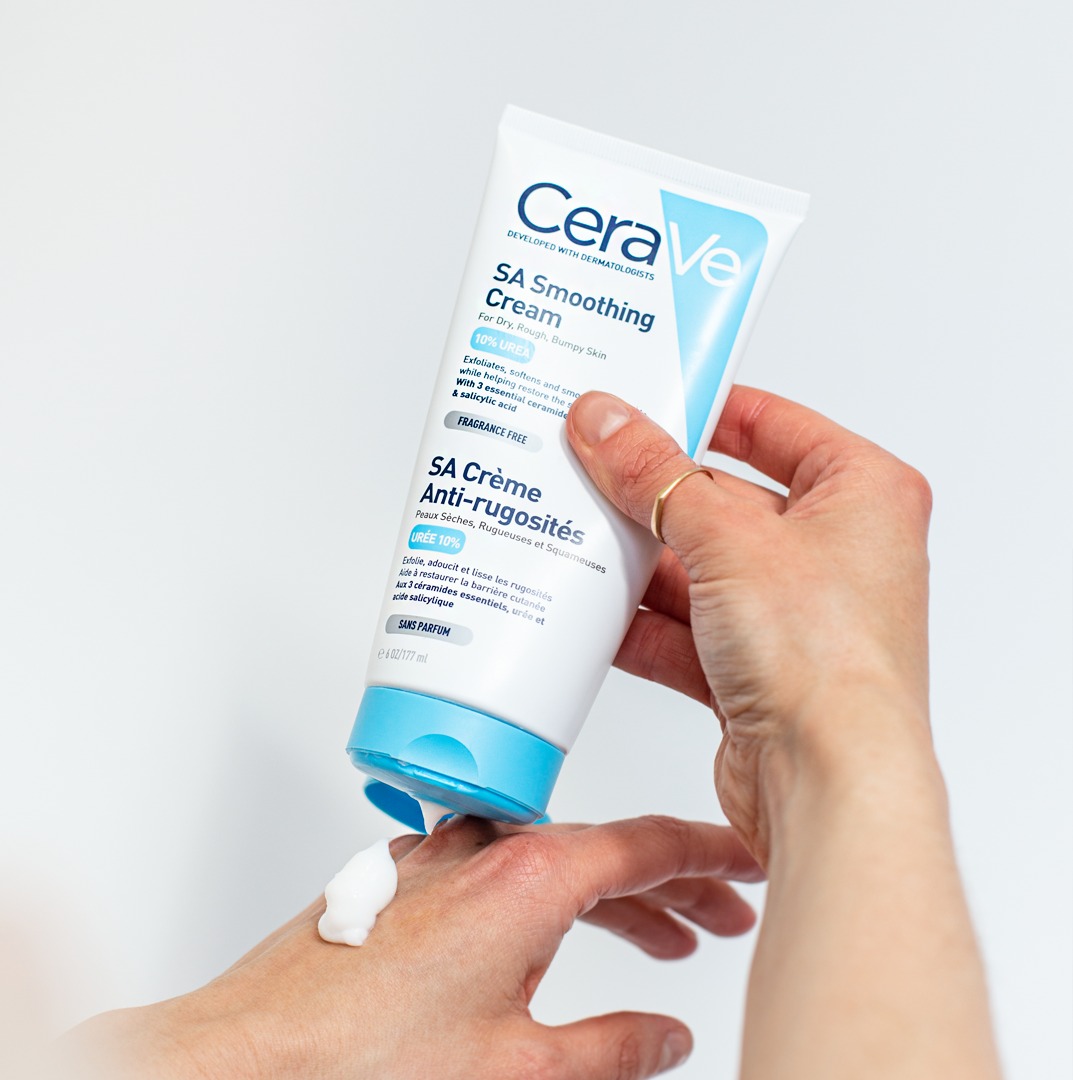 CeraVe
DEVELOPED WITH DERMATOLOGISTS
SA Smoothing
Cream
For Dry, Rough, Bumpy Skin
10% UREA
Exfoliates, softens and
while helping restore the
With 3 essential
& salicylic acid
FRAGRANCE FREE
SA Crème
Anti-rugosités
Peaux Sèches, Rugueuses et Squameuses
URÉE 10%
Exfolie, adoucit et lisse les rugosités
Aide à restaurer la barrière cutanée
Aux 3 céramides essentiels, urée et
acide salicylique
SANS PARFUM
℮ 6 OZ/177 ml